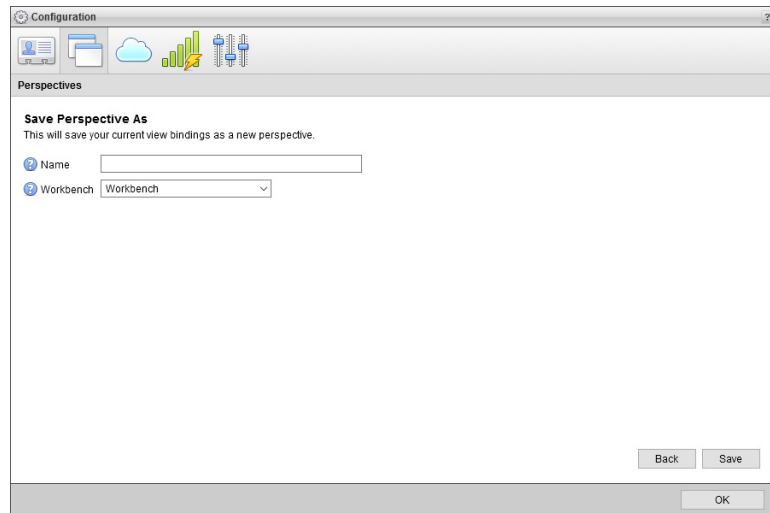 Configuration
?
Perspectives
Save Perspective As
This will save your current view bindings as a new perspective.
? Name
? Workbench Workbench
Back Save
OK